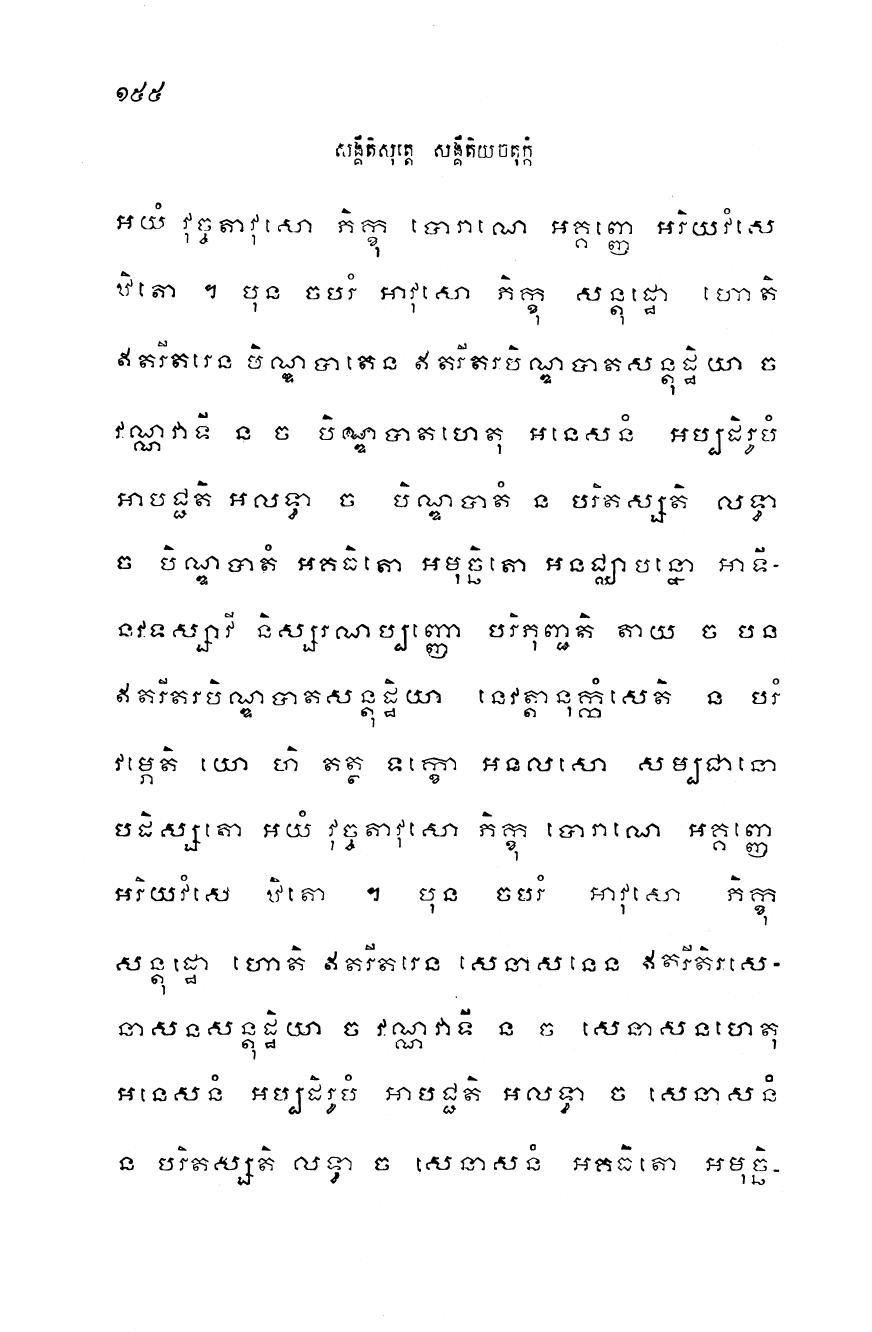 ១៥៥
សង្គីតិសុត្តេ សង្គីតិយចតុក្កំ
អយំ វុច្ចតាវុសោ ភិក្ខុ បោរាណេ អគ្គញ្ញេ អរិយវំសេ
ឋិតោ ។ បុន ចបរំ អាវុសោ ភិក្ខុ សន្តុដ្ឋោ ហោតិ
ឥតរីតរេន បិណ្ឌបាតេន ឥតរីតរបិណ្ឌបាតសន្តុដ្ឋិយា ច
វណ្ណវាទី ន ច បិណ្ឌបាតហេតុ អនេសនំ អប្បដិរូបំ
អាបជ្ជតិ អលទ្ធា ច បិណ្ឌបាតំ ន បរិតស្សតិ លទ្ធា
ច បិណ្ឌបាតំ អគធិតោ អមុច្ឆិតោ អនជ្ឈាបន្នោ អាទី-
នវទស្សាវី និស្សរណប្បញ្ញោ បរិភុញ្ជតិ តាយ ច បន
ឥតរីតរបិណ្ឌបាតសន្តុដ្ឋិយា នេវត្តានុក្កំសេតិ ន បរំ
វម្ភេតិ យោ ហិ តត្ថ ទក្ខោ អនលសោ សម្បជានោ
បដិស្សតោ អយំ វុច្ចតាវុសោ ភិក្ខុ បោរាណេ អគ្គញ្ញេ
អរិយវំសេ ឋិតោ ។ បុន ចបរំ អាវុសោ ភិក្ខុ
សន្តុដ្ឋោ ហោតិ ឥតរីតរេន សេនាសនេន ឥតរីតិរសេ-
នាសនសន្តុដ្ឋិយា ច វណ្ណវាទី ន ច សេនាសនហេតុ
អនេសនំ អប្បដិរូបំ អាបជ្ជតិ អលទ្ធា ច សេនាសនំ
ន បរិតស្សតិ លទ្ធា ច សេនាសនំ អគធិតោ អមុច្ឆិ-